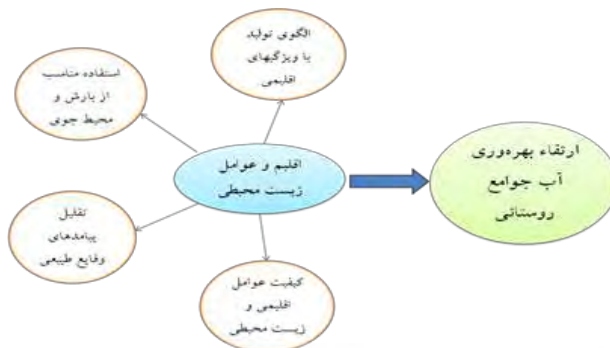 الگوی تولید
با ویژگیهای
اقلیمی
استفاده مناسب
از بارش و
محیط جوی
اقلیم و عوامل
زیست محیطی
ارتقاء بهره‌وری
آب جوامع
روستائی
تقلیل
پیامدهای
وقایع طبیعی
کیفیت عوامل
اقلیمی و
زیست محیطی